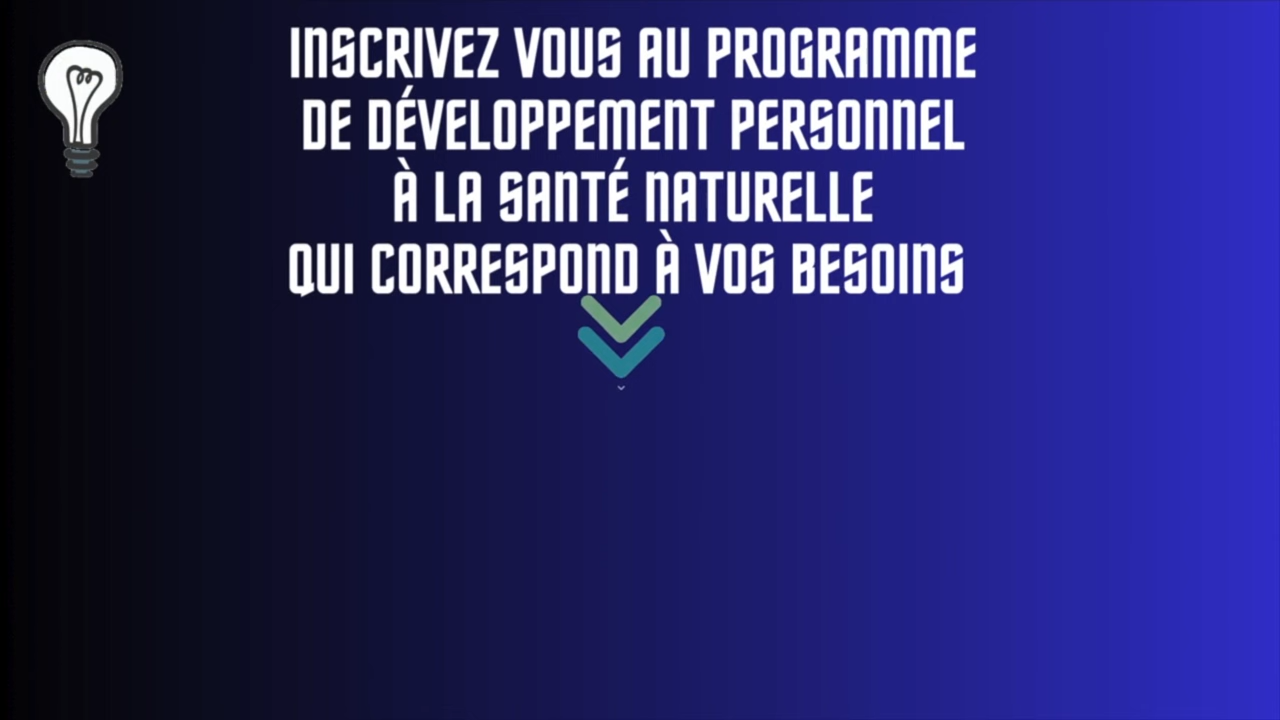 INSCRIVEZ VOUS AU PROGRAMME
DE DÉVELOPPEMENT PERSONNEL
À LA SANTÉ NATURELLE
QUI CORRESPOND À VOS BESOINS